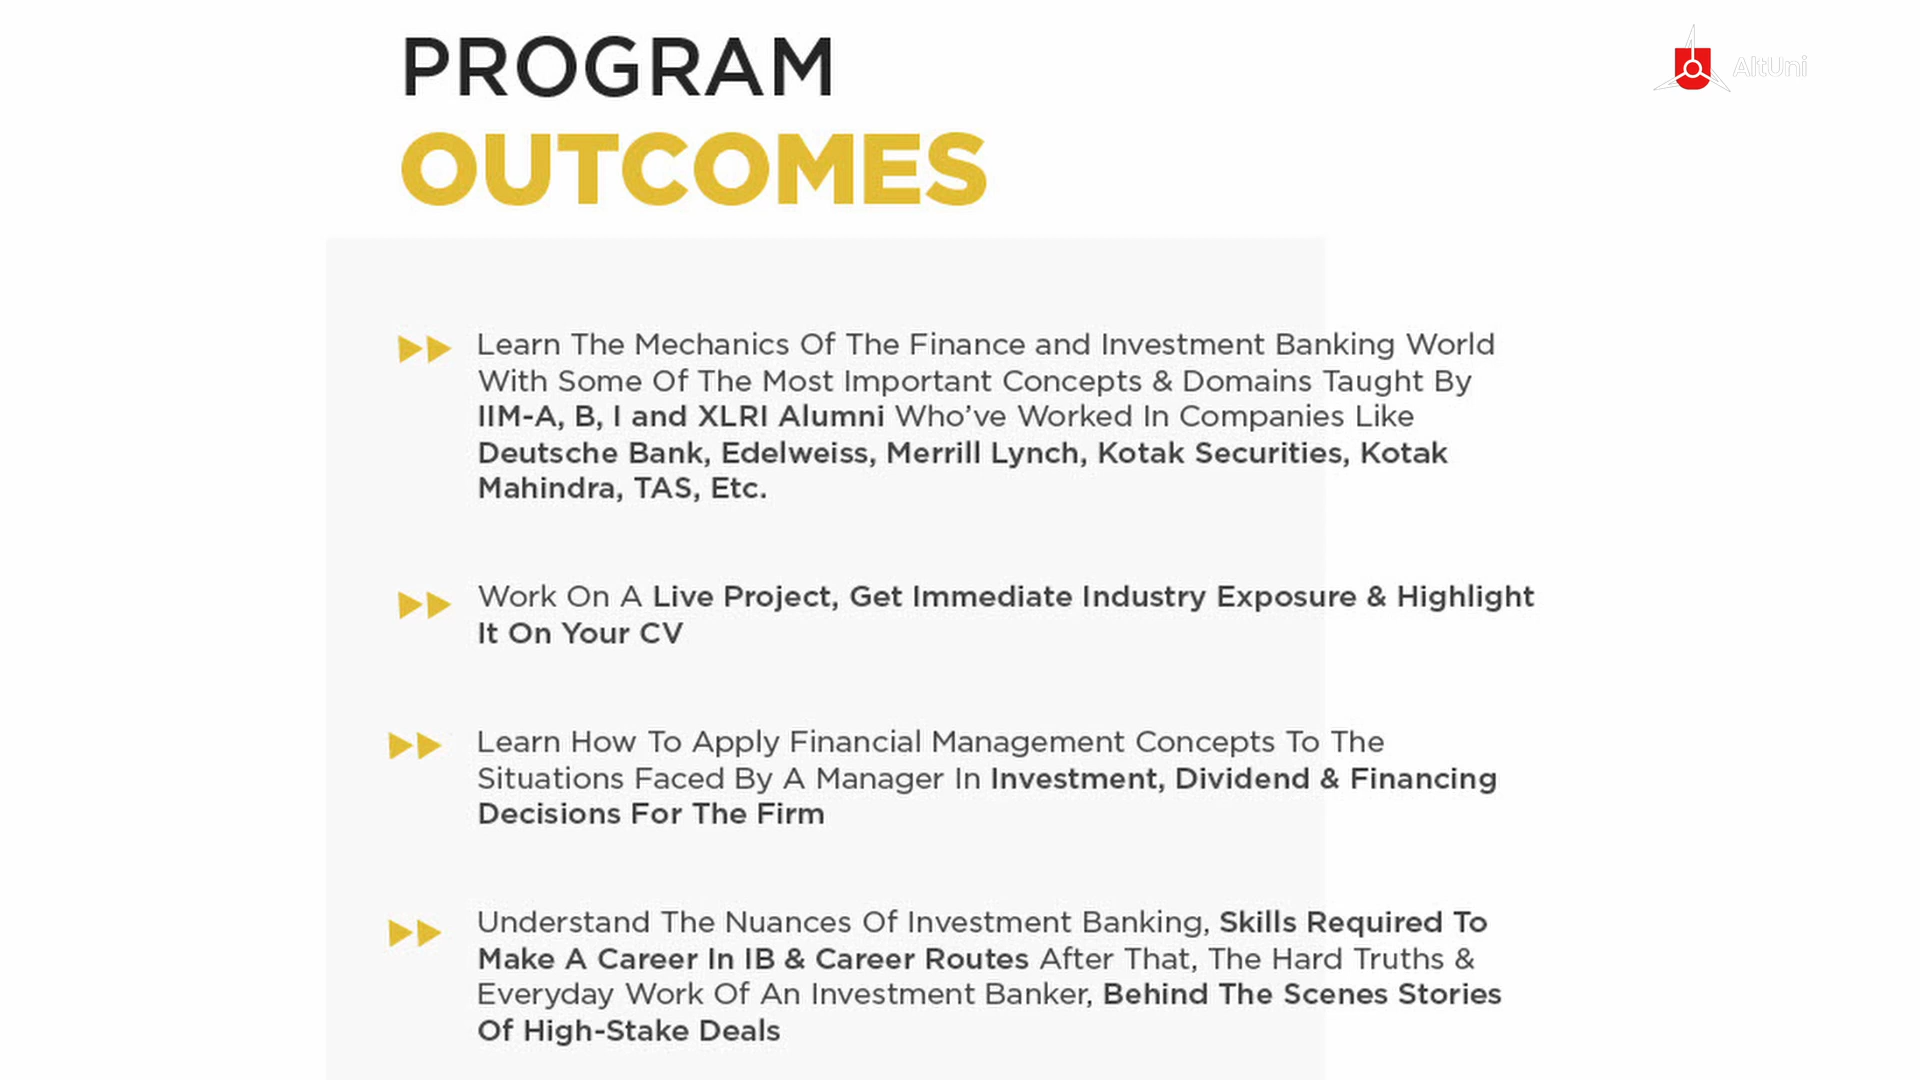 PROGRAM
OUTCOMES
AltUni
Learn The Mechanics Of The Finance and Investment Banking World
With Some Of The Most Important Concepts & Domains Taught By
IIM-A, B, I and XLRI Alumni Who've Worked In Companies Like
Deutsche Bank, Edelweiss, Merrill Lynch, Kotak Securities, Kotak
Mahindra, TAS, Etc.
Work On A Live Project, Get Immediate Industry Exposure & Highlight
It On Your CV
Learn How To Apply Financial Management Concepts To The
Situations Faced By A Manager In Investment, Dividend & Financing
Decisions For The Firm
Understand The Nuances Of Investment Banking, Skills Required To
Make A Career In IB & Career Routes After That, The Hard Truths &
Everyday Work Of An Investment Banker, Behind The Scenes Stories
Of High-Stake Deals